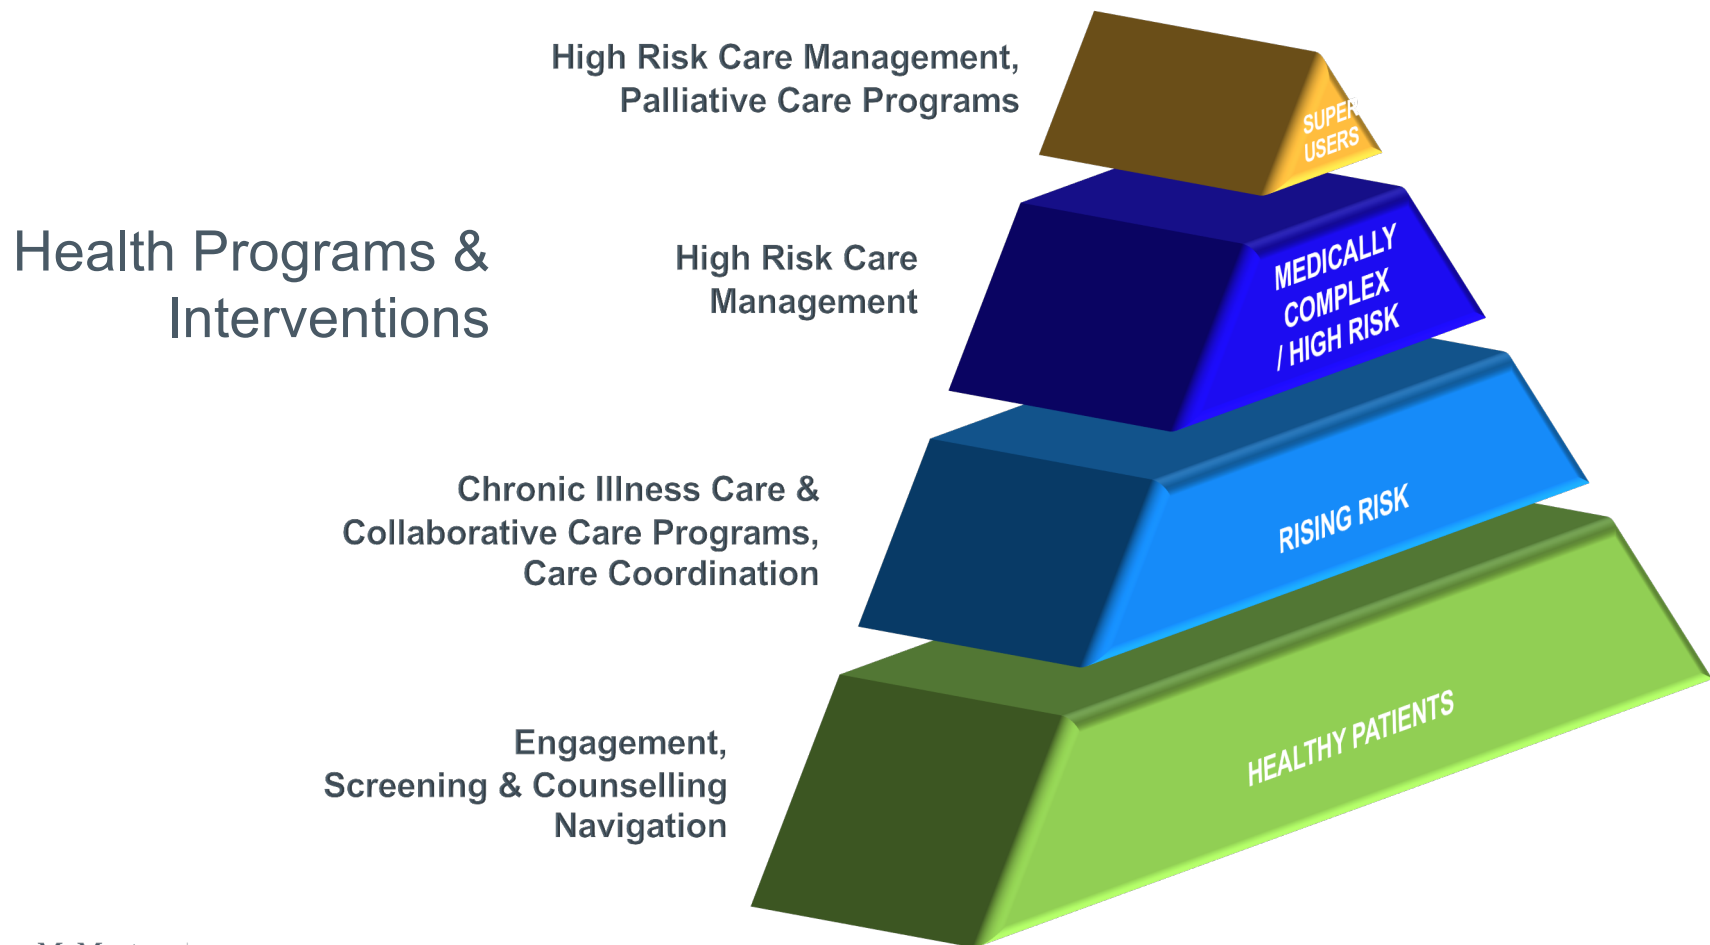 High Risk Care Management,
Palliative Care Programs
SUPER
USERS
Health Programs &
Interventions
High Risk Care
Management
MEDICALLY
COMPLEX
/ HIGH RISK
Chronic Illness Care &
Collaborative Care Programs,
Care Coordination
RISING RISK
Engagement,
Screening & Counselling
Navigation
HEALTHY PATIENTS